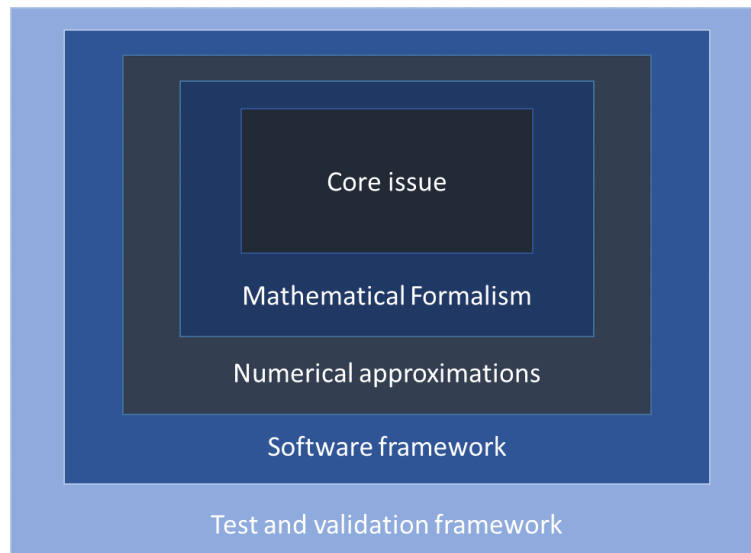 Core issue
Mathematical Formalism
Numerical approximations
Software framework
Test and validation framework